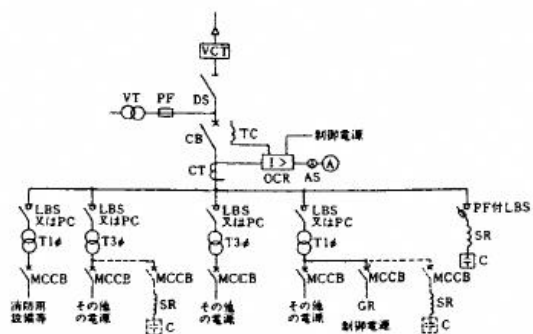 VCT
VT PF
DS
TC
制御電源
CB
I >
A
CT
OCR
AS
LBS
又はPC
LBS
又はPC
LBS
又はPC
LBS
又はPC
PF付LBS
T1φ
T3φ
T3φ
T1φ
SR
C
MCCB
MCCB
MCCB
MCCB
MCCB
MCCB
MCCB
消防用
設備等
その他
の電源
SR
C
その他
の電源
その他
の電源
GR
制御電源
SR
C